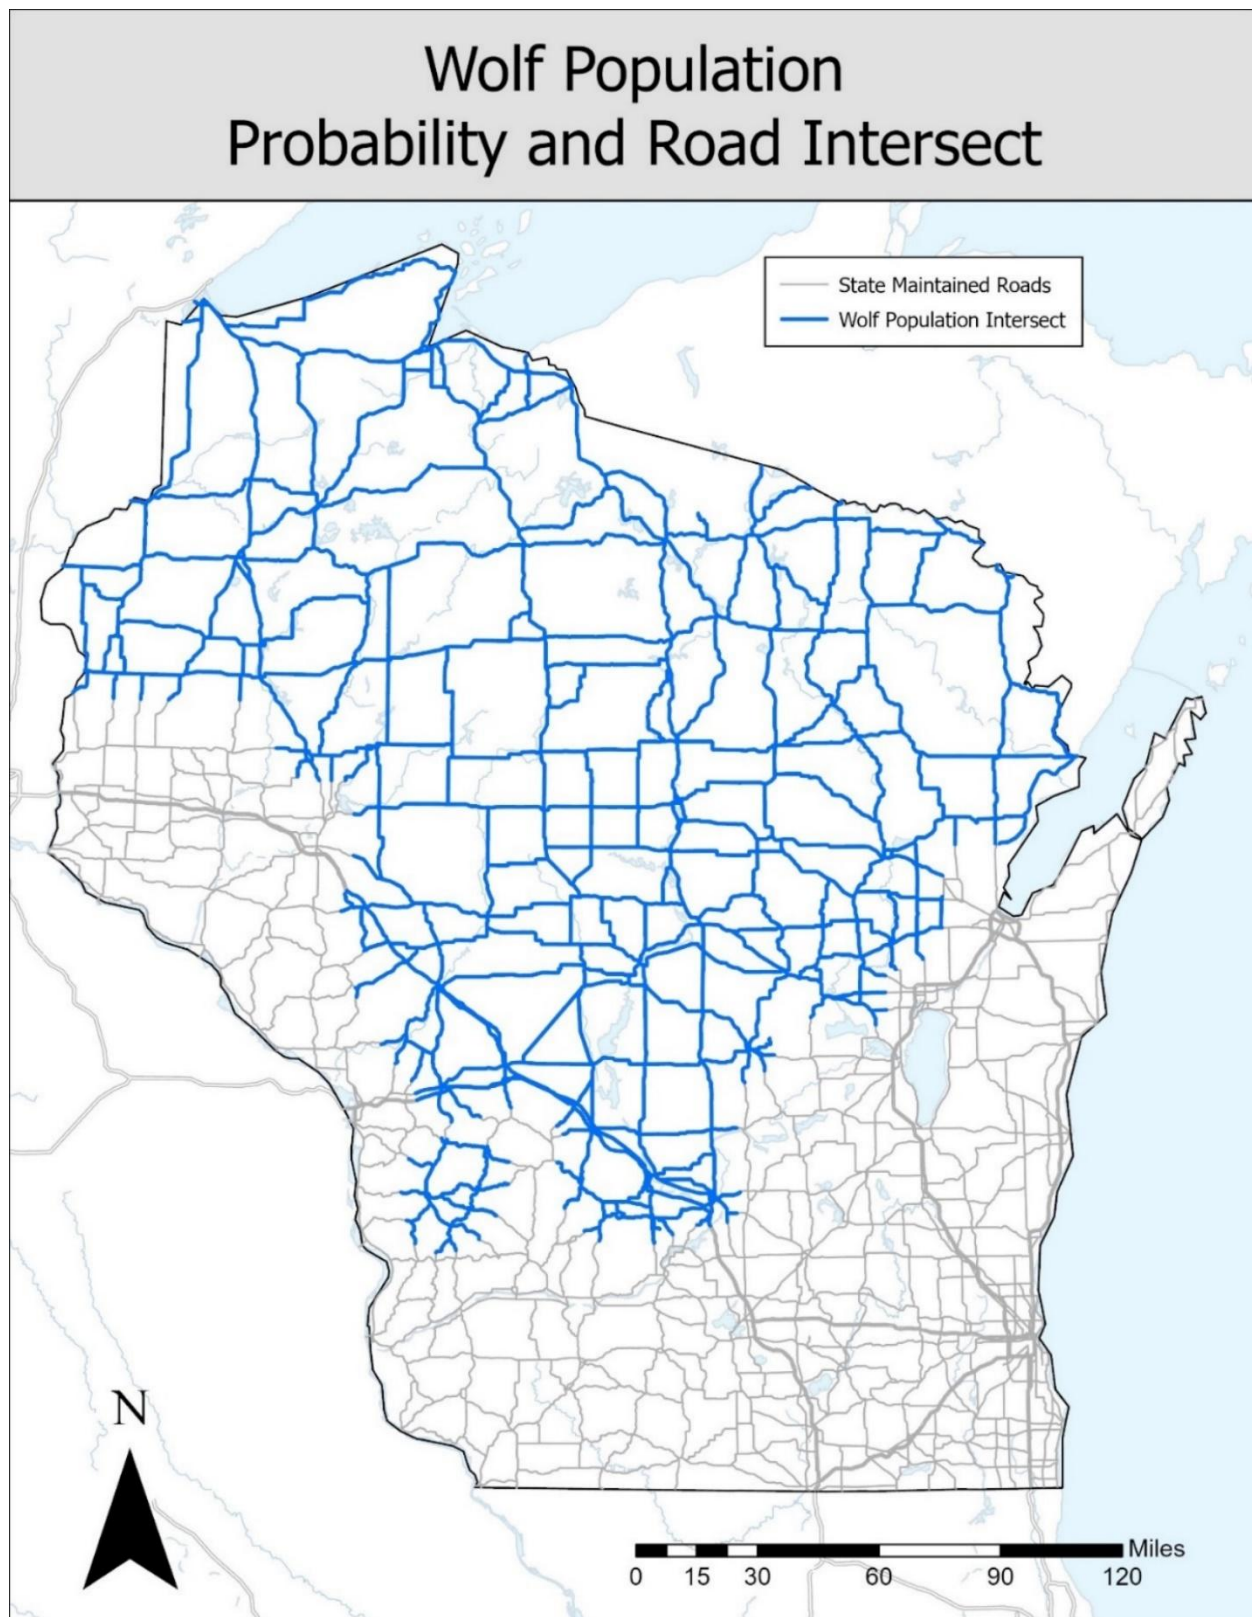 Wolf Population
Probability and Road Intersect
State Maintained Roads
Wolf Population Intersect
N
Miles
0 15 30 60 90 120